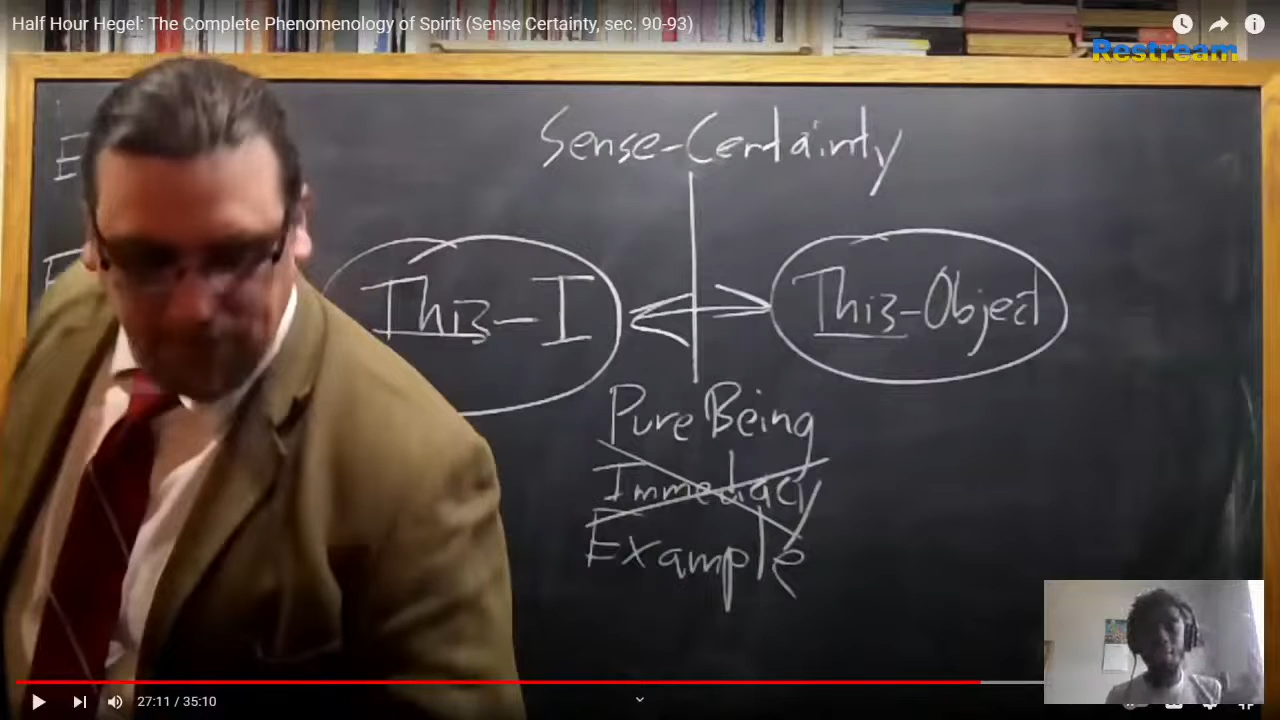 Half Hour Hegel: The Complete Phenomenology of Spirit (Sense Certainty, sec. 90-93)
Restream
Sense-Certainty
This-I
This-Object
Pure Being
Immediacy
Example
27:11 / 35:10